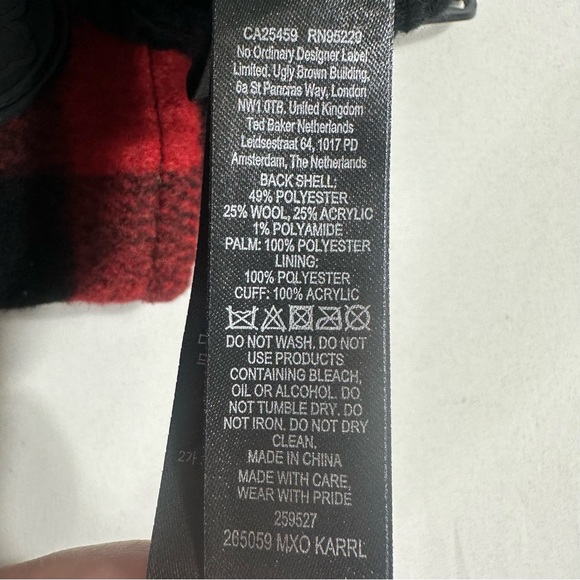 CA25459 RN95220
No Ordinary Designer Label
Limited. Ugly Brown Building,
6a St Pancras Way, London
NW1.0TB. United Kingdom
Ted Baker Netherlands
Leidsestraat 64, 1017 PD
Amsterdam, The Netherlands
BACK SHELL:
49% POLYESTER
25% WOOL, 25% ACRYLIC
1% POLYAMIDE
PALM: 100% POLYESTER
LINING:
100% POLYESTER
CUFF: 100% ACRYLIC
DO NOT WASH. DO NOT
USE PRODUCTS
CONTAINING BLEACH,
OIL OR ALCOHOL. DO
NOT TUMBLE DRY. DO
NOT IRON. DO NOT DRY
CLEAN.
MADE IN CHINA
MADE WITH CARE,
WEAR WITH PRIDE
259527
265059 MXO KARRL